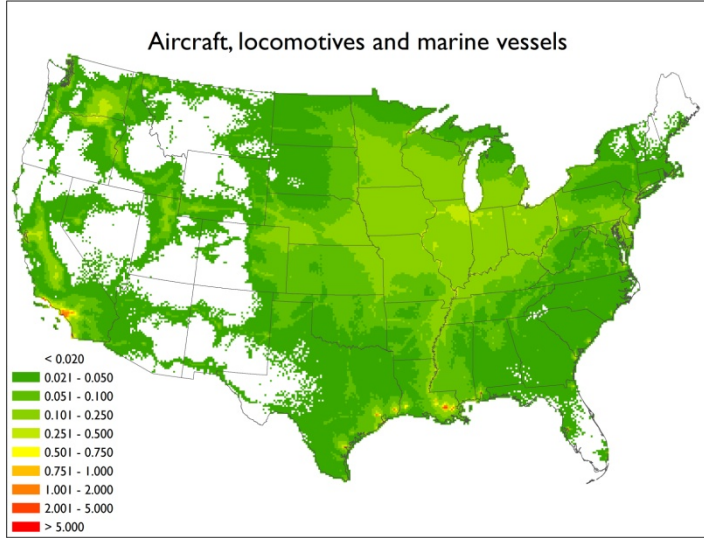 Aircraft, locomotives and marine vessels
< 0.020
0.021 - 0.050
0.051 - 0.100
0.101 - 0.250
0.251 - 0.500
0.501 - 0.750
0.751 - 1.000
1.001 - 2.000
2.001 - 5.000
> 5.000